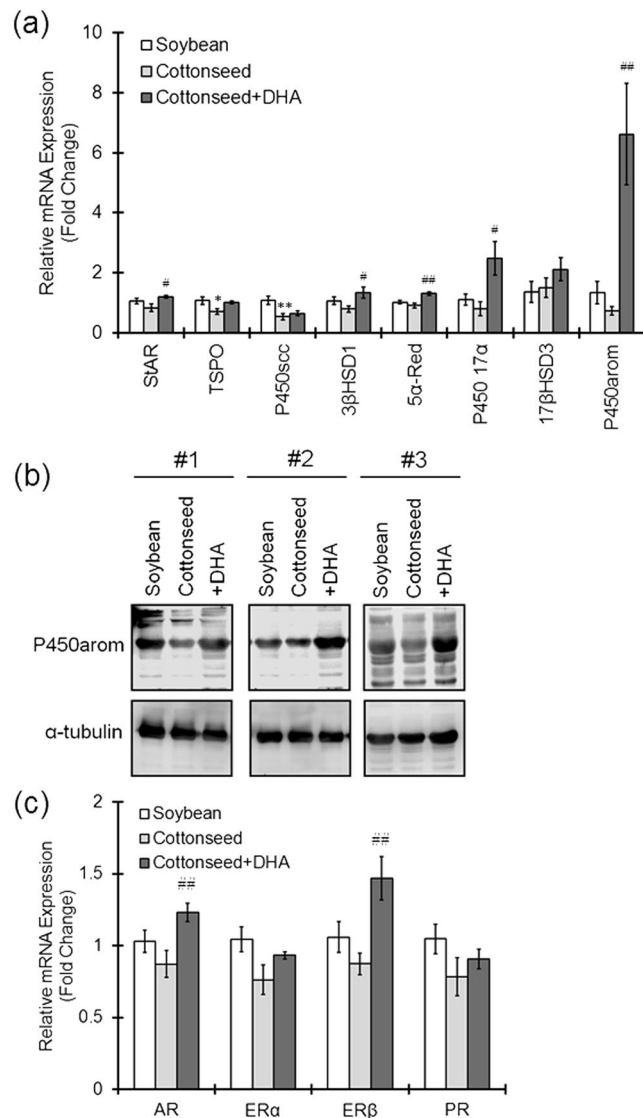 (a)
10
8
6
4
2
0
Relative mRNA Expression
(Fold Change)
Soybean
Cottonseed
Cottonseed+DHA
#
*
**
#
##
#
##
StAR
TSPO
P450scc
3βHSD1
5α-Red
P450 17α
17βHSD3
P450arom
(b)
#1
#2
#3
Soybean
Cottonseed
+DHA
Soybean
Cottonseed
+DHA
Soybean
Cottonseed
+DHA
P450arom
α-tubulin
(c)
2
1.5
1
0.5
0
Relative mRNA Expression
(Fold Change)
Soybean
Cottonseed
Cottonseed+DHA
##
##
AR
ERα
ERβ
PR